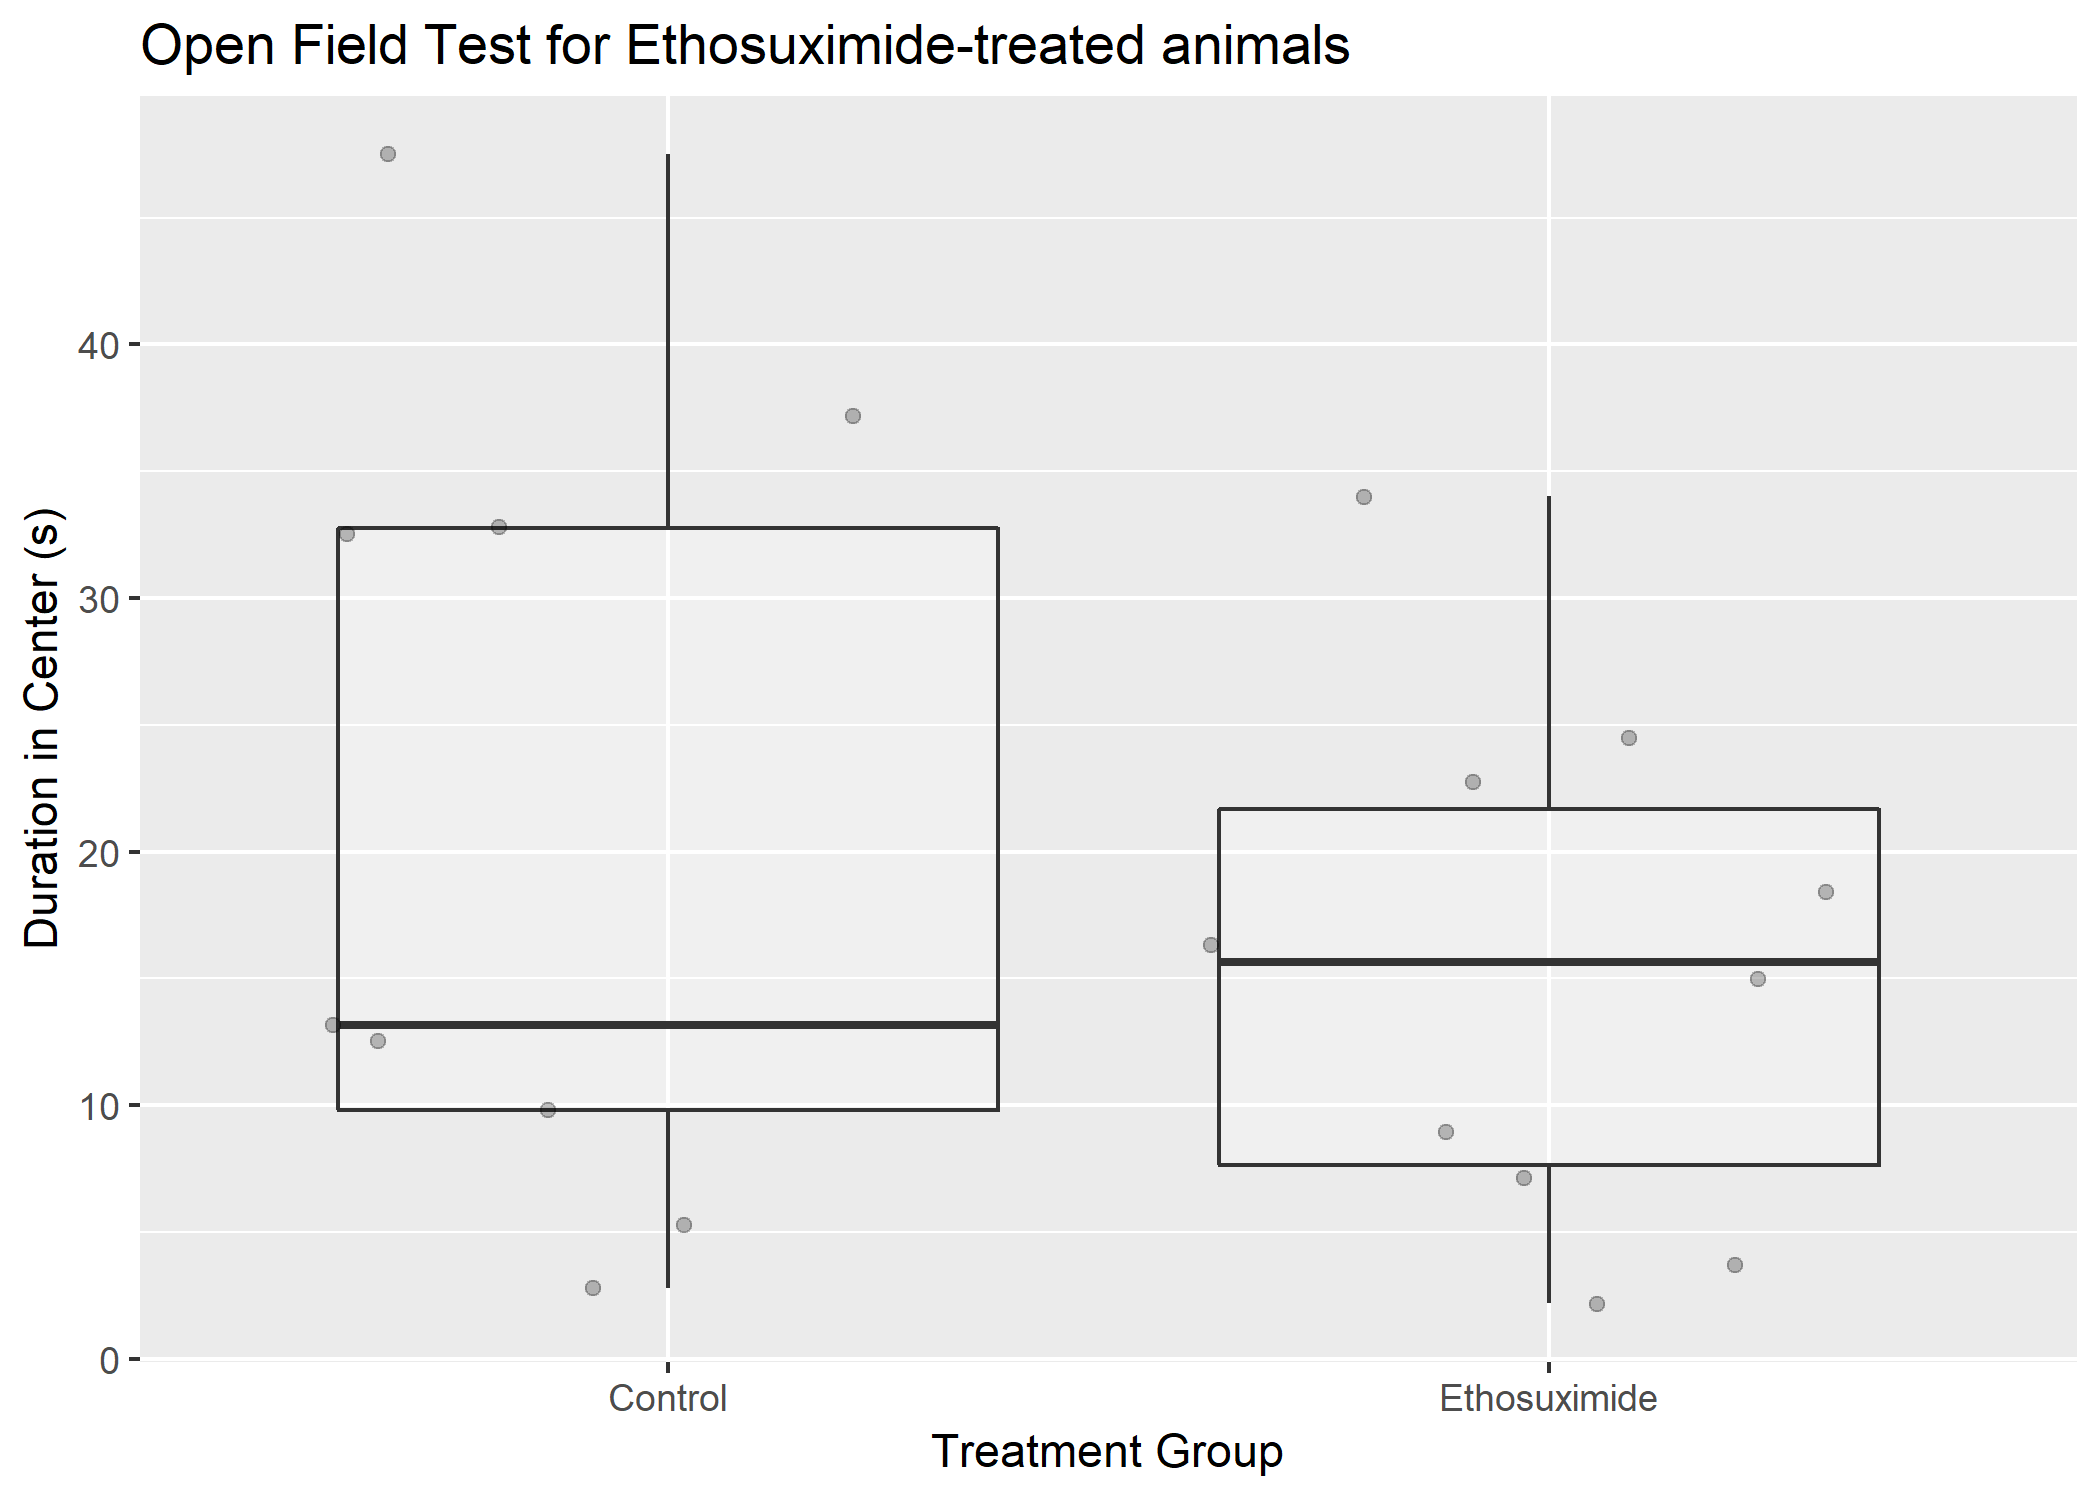 Open Field Test for Ethosuximide-treated animals
Duration in Center (s)
40
30
20
10
0
Control
Ethosuximide
Treatment Group